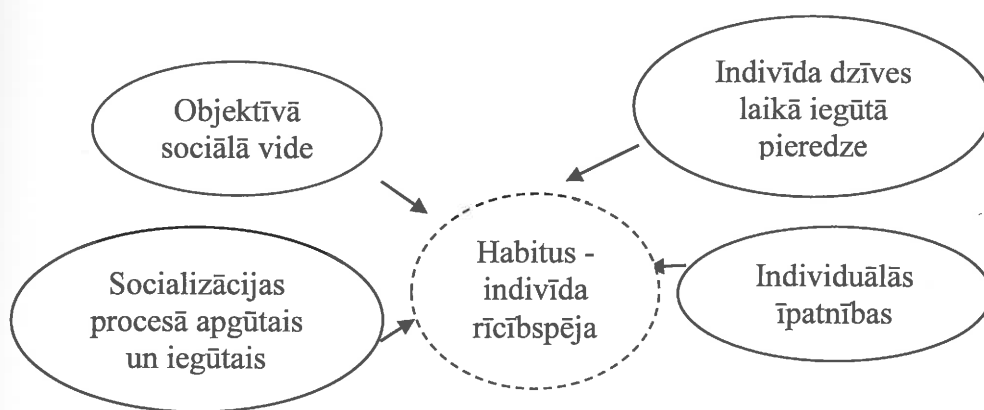 Objektīvā
sociālā vide
Indivīda dzīves
laikā iegūtā
pieredze
Habitus -
indivīda
rīcībspēja
Socializācijas
procesā apgūtais
un iegūtais
Individuālās
īpatnības